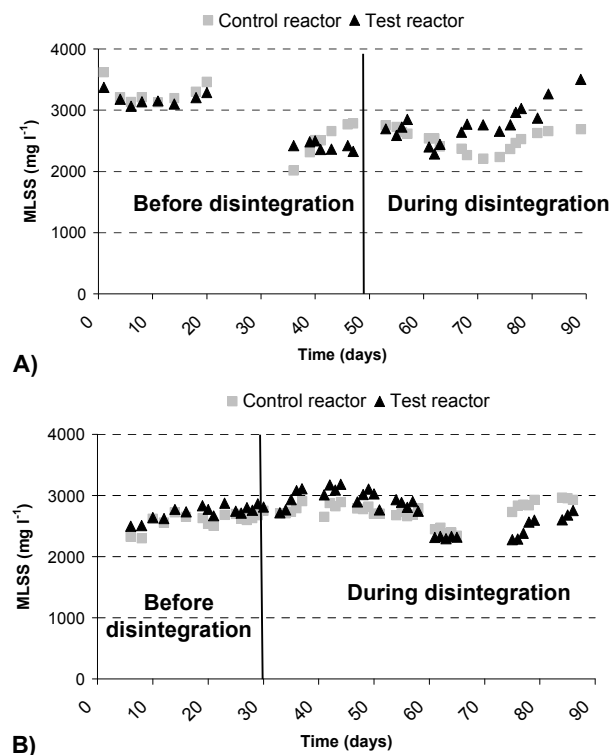 Control reactor Test reactor
4000
3000
2000
1000
0
MLSS (mg l⁻¹)
Before disintegration During disintegration
0 10 20 30 40 50 60 70 80 90
Time (days)
A)
Control reactor Test reactor
4000
3000
2000
1000
0
MLSS (mg l⁻¹)
Before
disintegration
During disintegration
0 10 20 30 40 50 60 70 80 90
Time (days)
B)